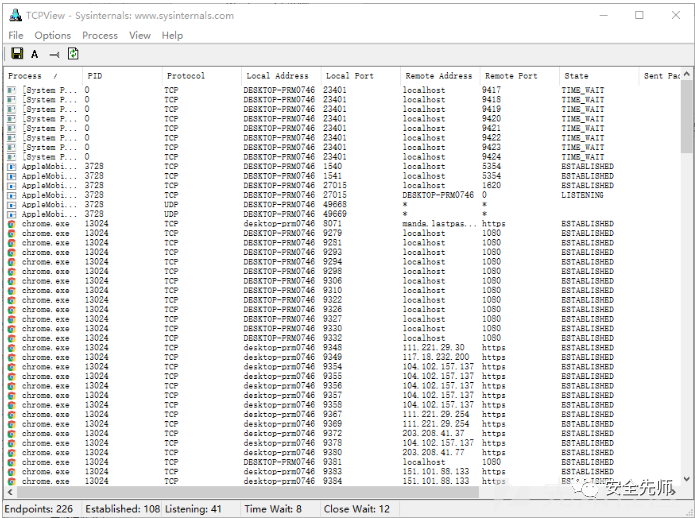 TCPView - Sysinternals: www.sysinternals.com
File Options Process View Help
A
Process / PID Protocol Local Address Local Port Remote Address Remote Port State Sent Pac
[System P... 0 TCP DESKTOP-PRM0746 23401 localhost 9417 TIME_WAIT
[System P... 0 TCP DESKTOP-PRM0746 23401 localhost 9418 TIME_WAIT
[System P... 0 TCP DESKTOP-PRM0746 23401 localhost 9419 TIME_WAIT
[System P... 0 TCP DESKTOP-PRM0746 23401 localhost 9420 TIME_WAIT
[System P... 0 TCP DESKTOP-PRM0746 23401 localhost 9421 TIME_WAIT
[System P... 0 TCP DESKTOP-PRM0746 23401 localhost 9422 TIME_WAIT
[System P... 0 TCP DESKTOP-PRM0746 23401 localhost 9423 TIME_WAIT
[System P... 0 TCP DESKTOP-PRM0746 23401 localhost 9424 TIME_WAIT
AppleMobi... 3728 TCP DESKTOP-PRM0746 1540 localhost 5354 ESTABLISHED
AppleMobi... 3728 TCP DESKTOP-PRM0746 1541 localhost 5354 ESTABLISHED
AppleMobi... 3728 TCP DESKTOP-PRM0746 27015 localhost 1620 ESTABLISHED
AppleMobi... 3728 TCP DESKTOP-PRM0746 27015 DESKTOP-PRM0746 0 LISTENING
AppleMobi... 3728 UDP DESKTOP-PRM0746 49668 * *
AppleMobi... 3728 UDP DESKTOP-PRM0746 49669 * *
chrome.exe 13024 TCP desktop-prm0746 8071 manda.lastpas... https ESTABLISHED
chrome.exe 13024 TCP DESKTOP-PRM0746 9279 localhost 1080 ESTABLISHED
chrome.exe 13024 TCP DESKTOP-PRM0746 9281 localhost 1080 ESTABLISHED
chrome.exe 13024 TCP DESKTOP-PRM0746 9293 localhost 1080 ESTABLISHED
chrome.exe 13024 TCP DESKTOP-PRM0746 9294 localhost 1080 ESTABLISHED
chrome.exe 13024 TCP DESKTOP-PRM0746 9298 localhost 1080 ESTABLISHED
chrome.exe 13024 TCP DESKTOP-PRM0746 9306 localhost 1080 ESTABLISHED
chrome.exe 13024 TCP DESKTOP-PRM0746 9310 localhost 1080 ESTABLISHED
chrome.exe 13024 TCP DESKTOP-PRM0746 9322 localhost 1080 ESTABLISHED
chrome.exe 13024 TCP DESKTOP-PRM0746 9326 localhost 1080 ESTABLISHED
chrome.exe 13024 TCP DESKTOP-PRM0746 9327 localhost 1080 ESTABLISHED
chrome.exe 13024 TCP DESKTOP-PRM0746 9330 localhost 1080 ESTABLISHED
chrome.exe 13024 TCP DESKTOP-PRM0746 9332 localhost 1080 ESTABLISHED
chrome.exe 13024 TCP desktop-prm0746 9348 111.221.29.30 https ESTABLISHED
chrome.exe 13024 TCP desktop-prm0746 9349 117.18.232.200 https ESTABLISHED
chrome.exe 13024 TCP desktop-prm0746 9354 104.102.157.137 https ESTABLISHED
chrome.exe 13024 TCP desktop-prm0746 9355 104.102.157.137 https ESTABLISHED
chrome.exe 13024 TCP desktop-prm0746 9356 104.102.157.137 https ESTABLISHED
chrome.exe 13024 TCP desktop-prm0746 9357 104.102.157.137 https ESTABLISHED
chrome.exe 13024 TCP desktop-prm0746 9358 104.102.157.137 https ESTABLISHED
chrome.exe 13024 TCP desktop-prm0746 9367 111.221.29.254 https ESTABLISHED
chrome.exe 13024 TCP desktop-prm0746 9369 111.221.29.254 https ESTABLISHED
chrome.exe 13024 TCP desktop-prm0746 9372 203.208.41.37 https ESTABLISHED
chrome.exe 13024 TCP desktop-prm0746 9378 104.102.157.137 https ESTABLISHED
chrome.exe 13024 TCP desktop-prm0746 9380 203.208.41.77 https ESTABLISHED
chrome.exe 13024 TCP DESKTOP-PRM0746 9381 localhost 1080 ESTABLISHED
chrome.exe 13024 TCP desktop-prm0746 9383 151.101.88.133 https ESTABLISHED
chrome.exe 13024 TCP desktop-prm0746 9384 151.101.88.133 https ESTABLISHED
安全先师
Endpoints: 226 Established: 108 Listening: 41 Time Wait: 8 Close Wait: 12